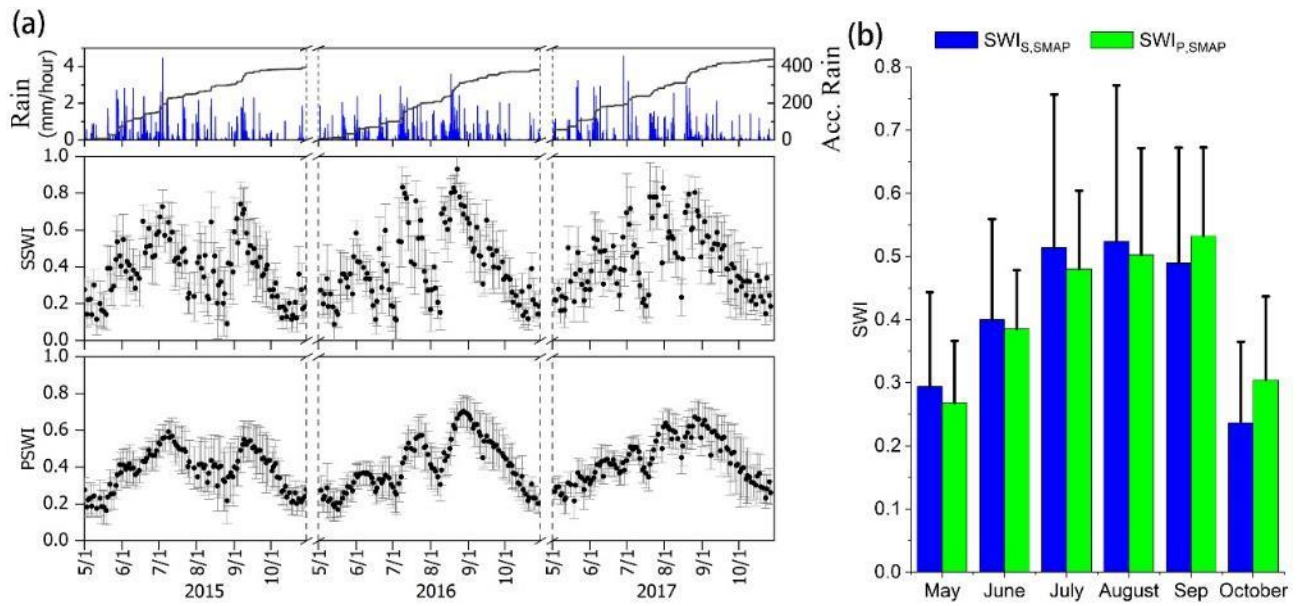 (a)
Rain
(mm/hour)
4
2
0
400
200
0
Acc. Rain
SSWI
1.0
0.8
0.6
0.4
0.2
0.0
PSWI
1.0
0.8
0.6
0.4
0.2
0.0
5/1 6/1 7/1 8/1 9/1 10/1 5/1 6/1 7/1 8/1 9/1 10/1 5/1 6/1 7/1 8/1 9/1 10/1
2015 2016 2017
(b)
SWIS,SMAP SWIP,SMAP
SWI
0.8
0.7
0.6
0.5
0.4
0.3
0.2
0.1
0.0
May June July August Sep October